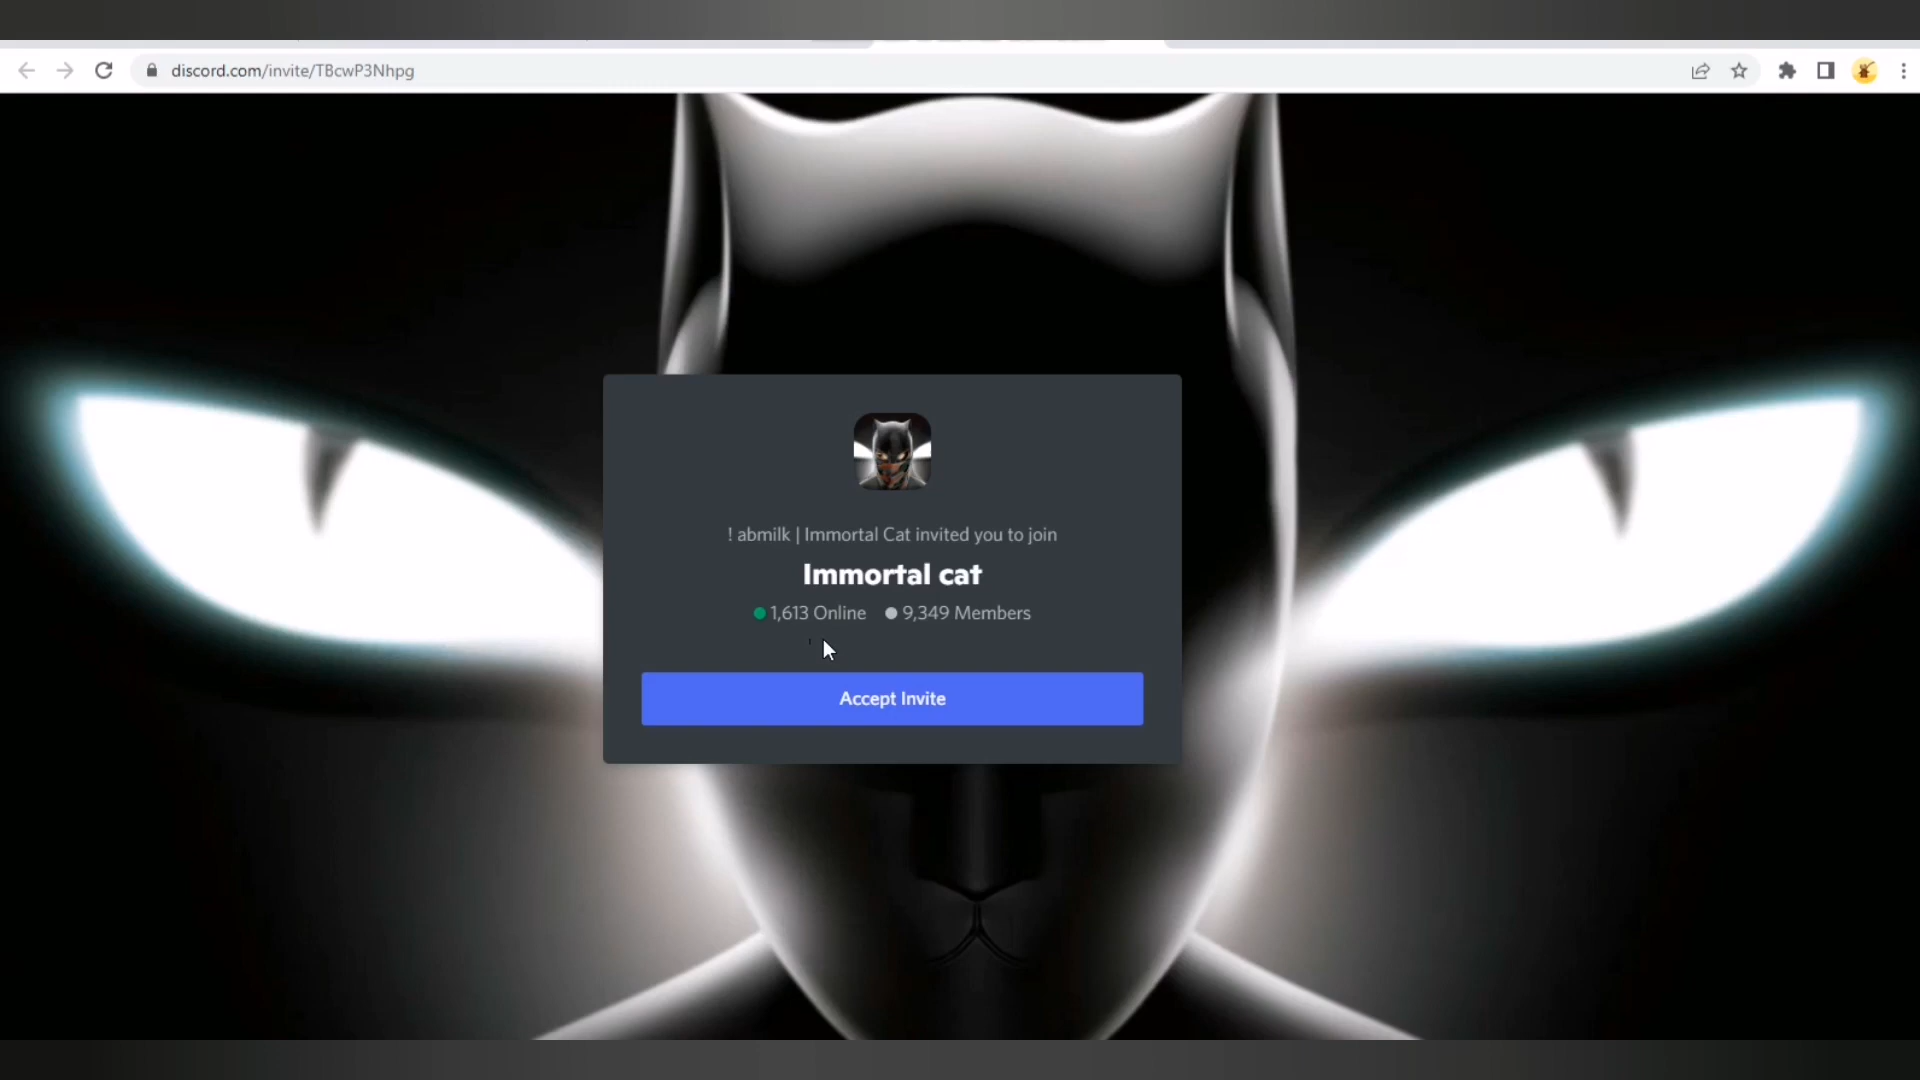 discord.com/invite/TBcwP3Nhpg
! abmilk | Immortal Cat invited you to join
Immortal cat
1,613 Online 9,349 Members
Accept Invite